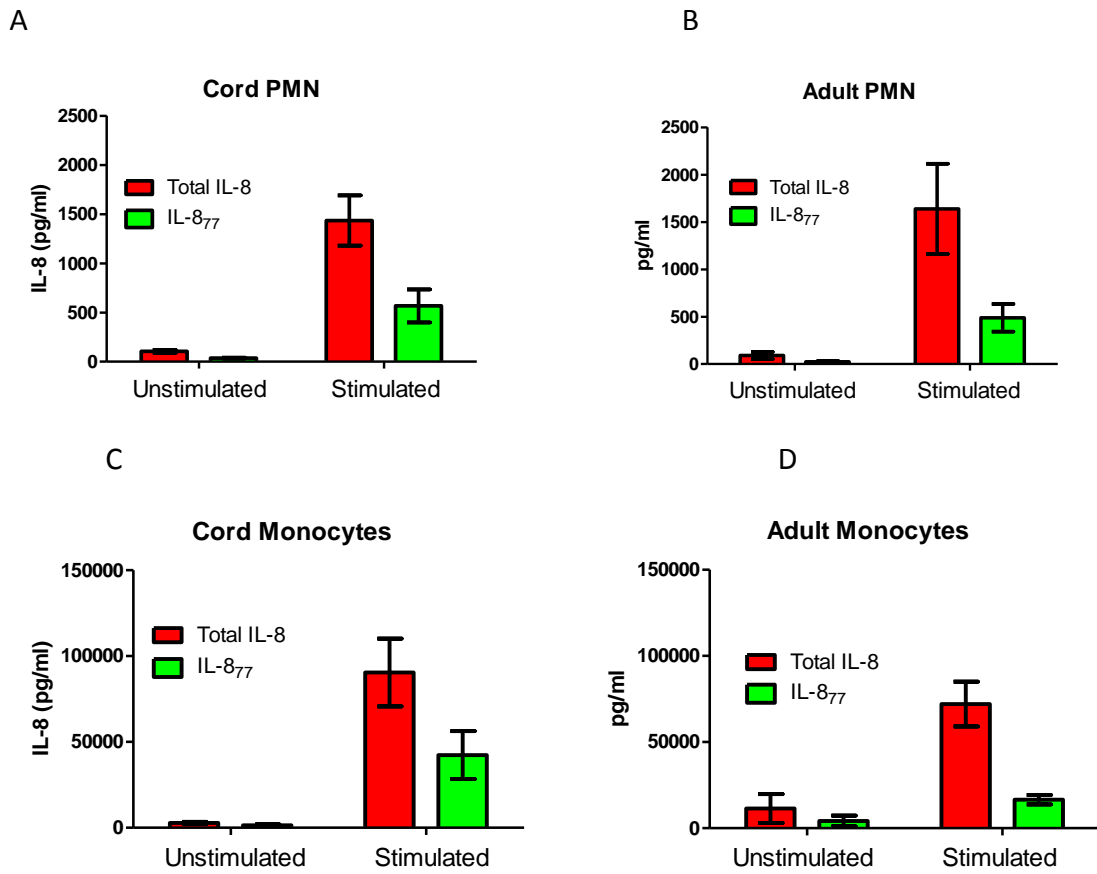 A
Cord PMN
2500
2000
1500
1000
500
0
IL-8 (pg/ml)
Total IL-8
IL-8₇₇
Unstimulated
Stimulated
B
Adult PMN
2500
2000
1500
1000
500
0
pg/ml
Total IL-8
IL-8₇₇
Unstimulated
Stimulated
C
Cord Monocytes
150000
100000
50000
0
IL-8 (pg/ml)
Total IL-8
IL-8₇₇
Unstimulated
Stimulated
D
Adult Monocytes
150000
100000
50000
0
pg/ml
Total IL-8
IL-8₇₇
Unstimulated
Stimulated